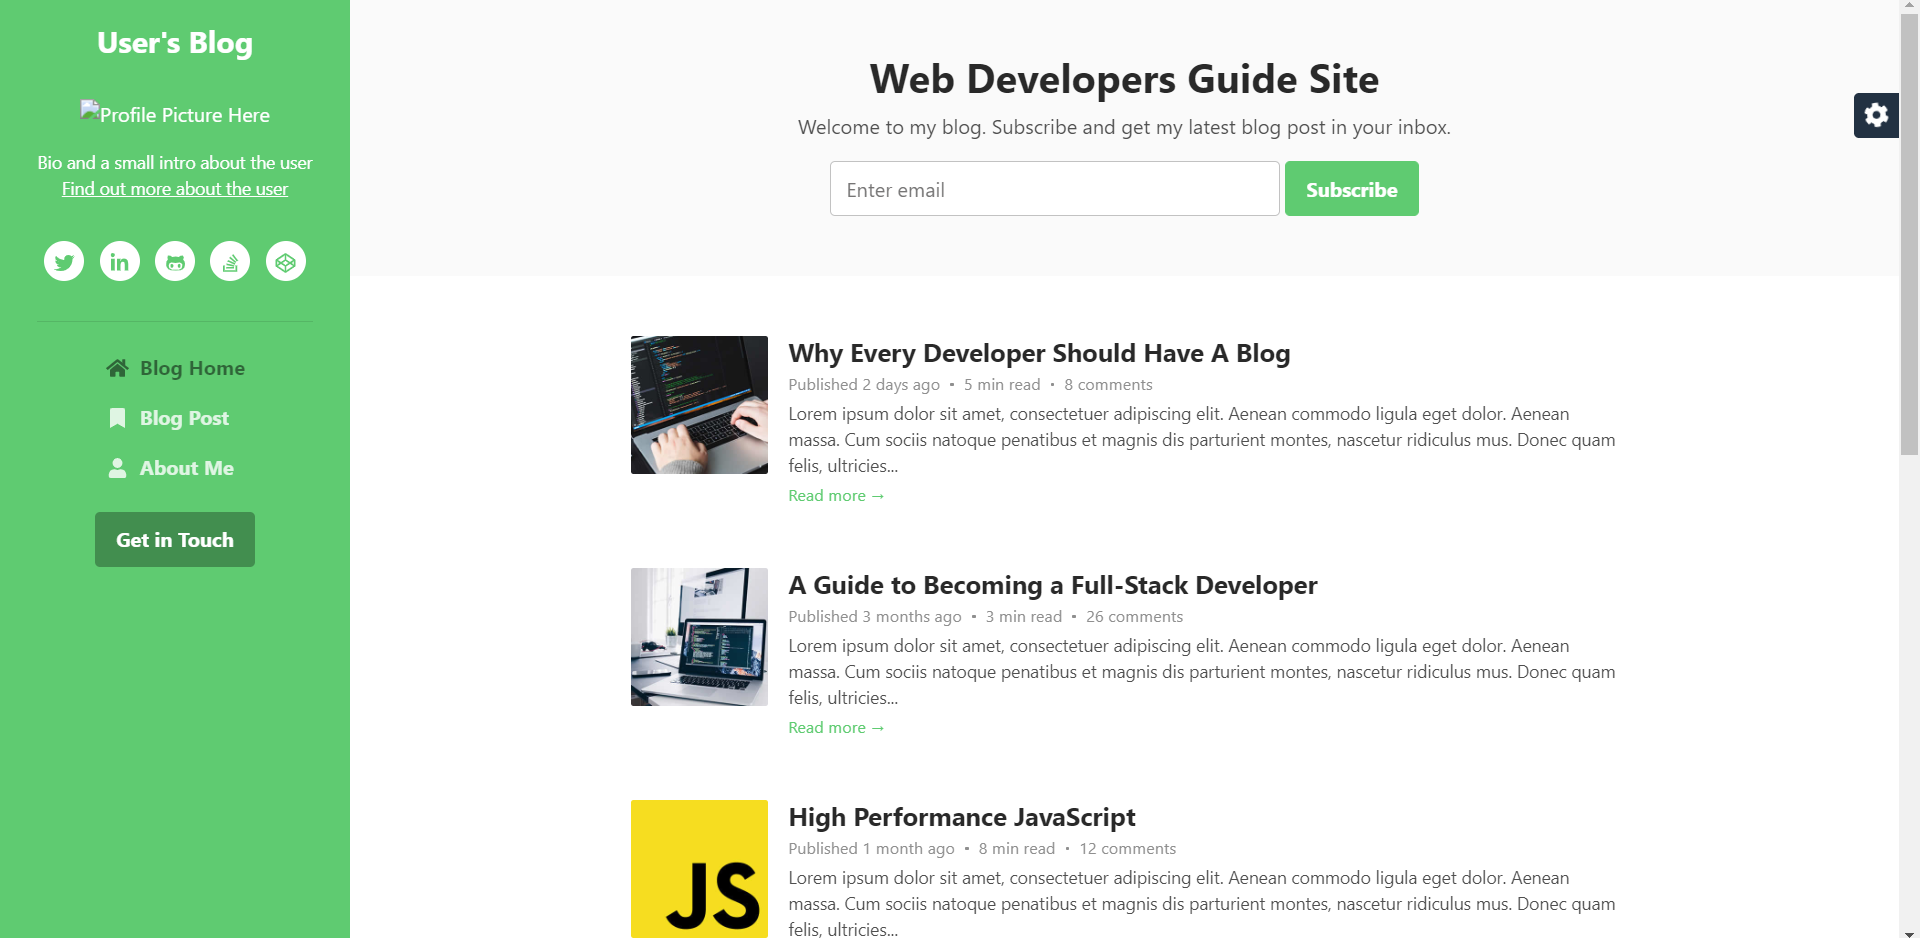 User's Blog
Profile Picture Here
Bio and a small intro about the user
Find out more about the user
Blog Home
Blog Post
About Me
Get in Touch
Web Developers Guide Site
Welcome to my blog. Subscribe and get my latest blog post in your inbox.
Enter email
Subscribe
Why Every Developer Should Have A Blog
Published 2 days ago • 5 min read • 8 comments
Lorem ipsum dolor sit amet, consectetuer adipiscing elit. Aenean commodo ligula eget dolor. Aenean
massa. Cum sociis natoque penatibus et magnis dis parturient montes, nascetur ridiculus mus. Donec quam
felis, ultricies...
Read more →
A Guide to Becoming a Full-Stack Developer
Published 3 months ago • 3 min read • 26 comments
Lorem ipsum dolor sit amet, consectetuer adipiscing elit. Aenean commodo ligula eget dolor. Aenean
massa. Cum sociis natoque penatibus et magnis dis parturient montes, nascetur ridiculus mus. Donec quam
felis, ultricies...
Read more →
JS
High Performance JavaScript
Published 1 month ago • 8 min read • 12 comments
Lorem ipsum dolor sit amet, consectetuer adipiscing elit. Aenean commodo ligula eget dolor. Aenean
massa. Cum sociis natoque penatibus et magnis dis parturient montes, nascetur ridiculus mus. Donec quam
felis, ultricies...